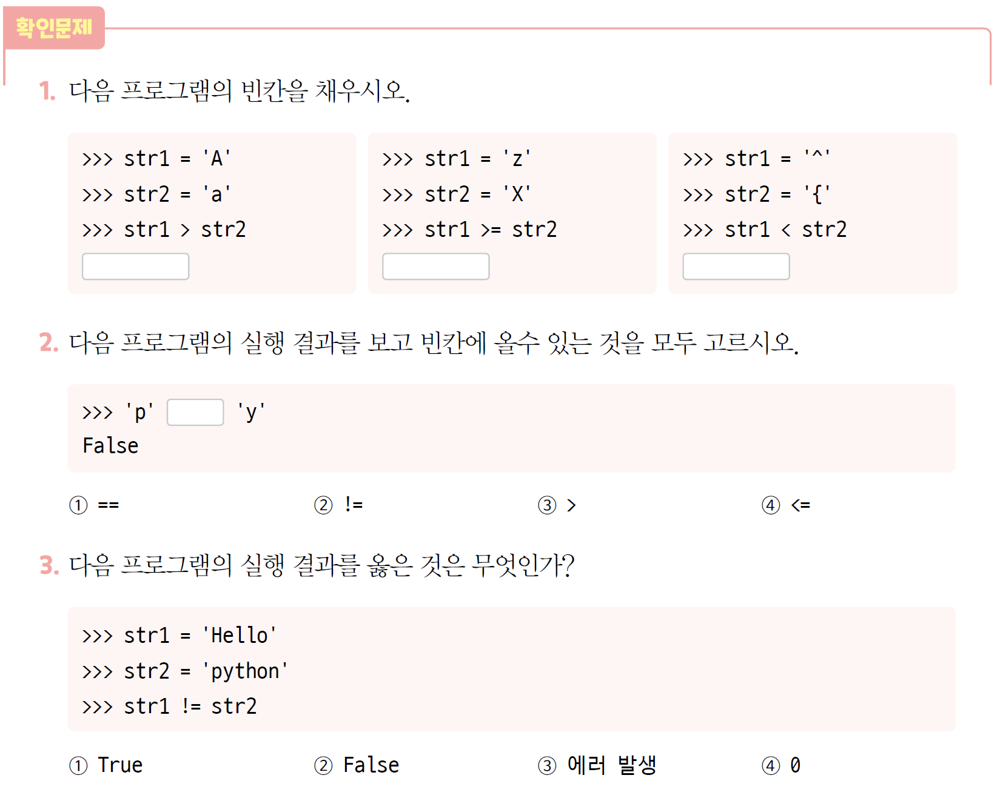 확인문제
1. 다음 프로그램의 빈칸을 채우시오.
>>> str1 = 'A'
>>> str2 = 'a'
>>> str1 > str2
>>> str1 = 'z'
>>> str2 = 'X'
>>> str1 >= str2
>>> str1 = '^'
>>> str2 = '{'
>>> str1 < str2
2. 다음 프로그램의 실행 결과를 보고 빈칸에 올수 있는 것을 모두 고르시오.
>>> 'p' 'y'
False
① == ② != ③ > ④ <=
3. 다음 프로그램의 실행 결과를 옳은 것은 무엇인가?
>>> str1 = 'Hello'
>>> str2 = 'python'
>>> str1 != str2
① True ② False ③ 에러 발생 ④ 0